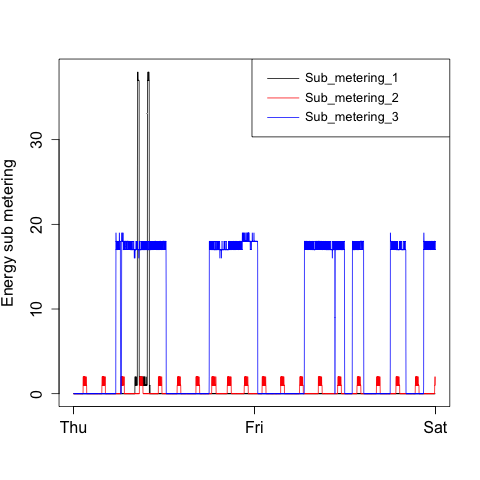 Sub_metering_1
Sub_metering_2
Sub_metering_3
Energy sub metering
30
20
10
0
Thu Fri Sat